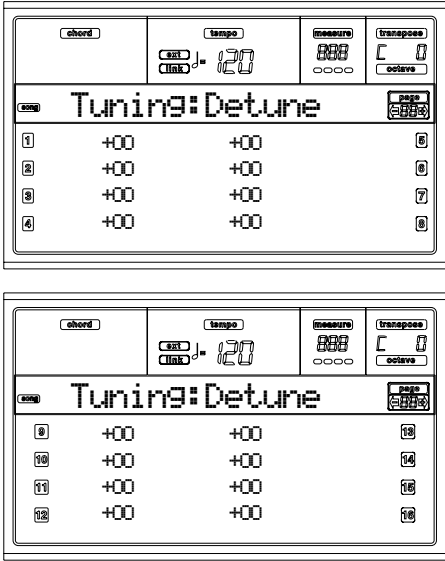 chord tempo measure transpose
ext ♩= 120 888 C 0
link octave
song Tuning:Detune page
1 +00 +00 5
2 +00 +00 6
3 +00 +00 7
4 +00 +00 8
chord tempo measure transpose
ext ♩= 120 888 C 0
link octave
song Tuning:Detune page
9 +00 +00 13
10 +00 +00 14
11 +00 +00 15
12 +00 +00 16